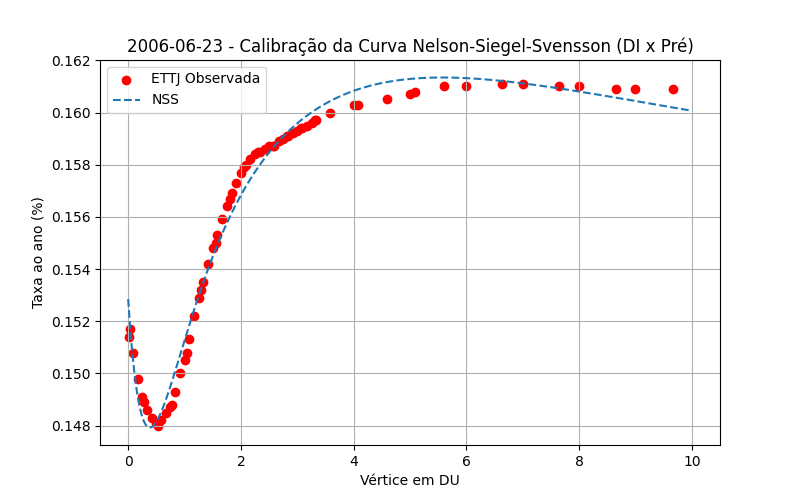 2006-06-23 - Calibração da Curva Nelson-Siegel-Svensson (DI x Pré)
ETTJ Observada
NSS
Taxa ao ano (%)
0.162
0.160
0.158
0.156
0.154
0.152
0.150
0.148
0
2
4
6
8
10
Vértice em DU